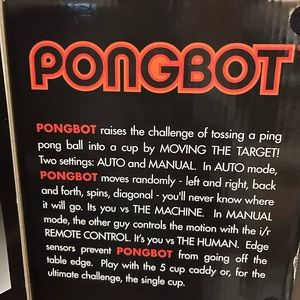 PONGBOT
PONGBOT raises the challenge of tossing a ping
pong ball into a cup by MOVING THE TARGET!
Two settings: AUTO and MANUAL. In AUTO mode,
PONGBOT moves randomly - left and right, back
and forth, spins, diagonal - you'll never know where
it will go. Its you vs THE MACHINE. In MANUAL
mode, the other guy controls the motion with the i/r
REMOTE CONTROL. It's you vs THE HUMAN. Edge
sensors prevent PONGBOT from going off the
table edge. Play with the 5 cup caddy or, for the
ultimate challenge, the single cup.